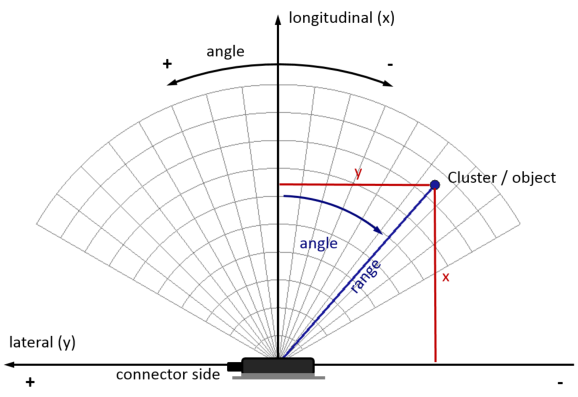 longitudinal (x)
angle
+
-
y
Cluster / object
angle
range
x
lateral (y)
connector side
+
-